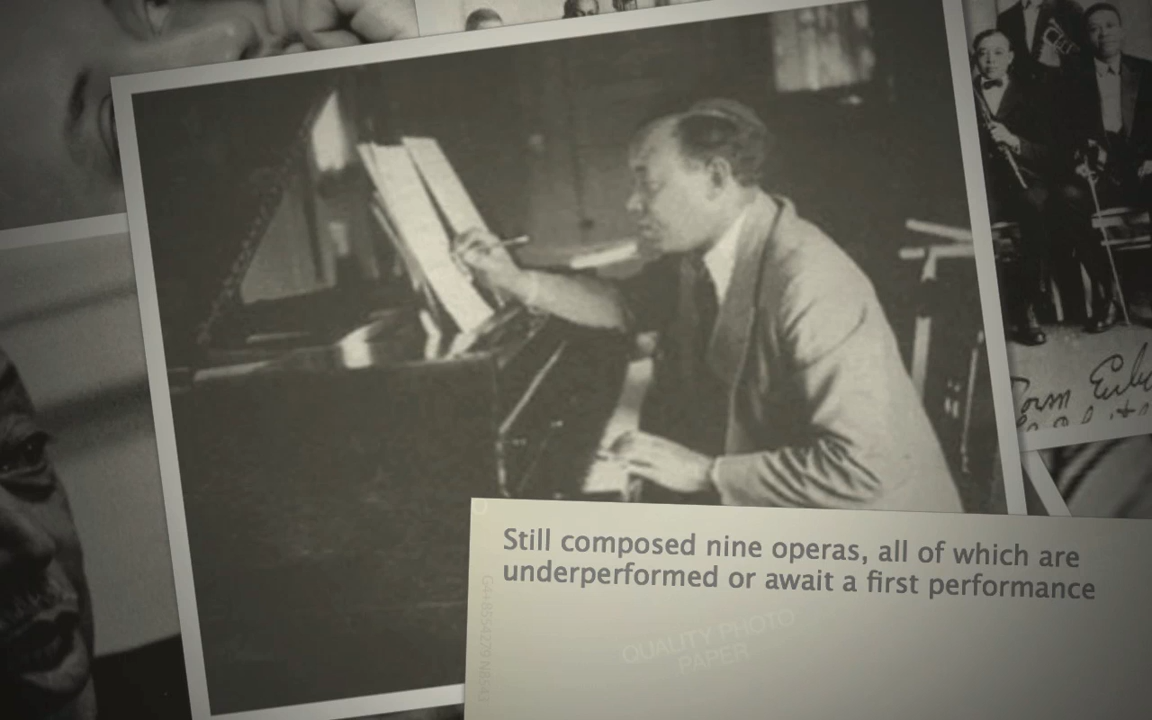 Still composed nine operas, all of which are
underperformed or await a first performance
QUALITY PHOTO
PAPER